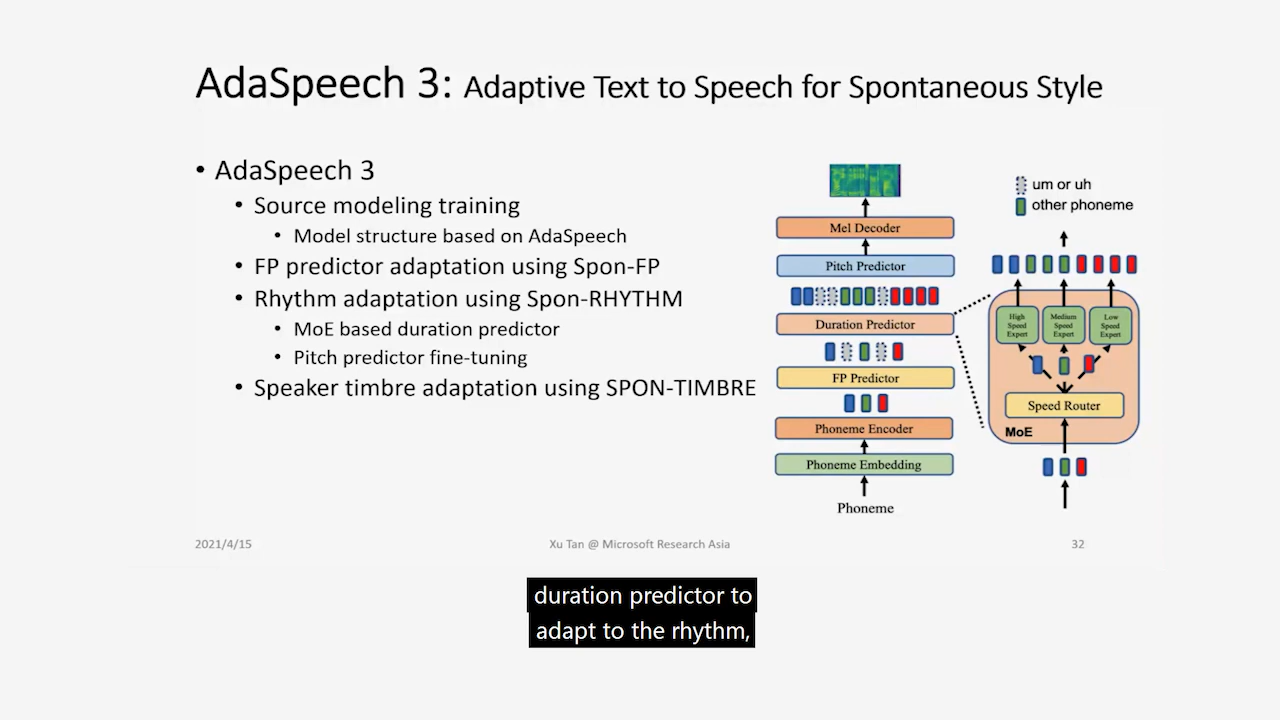 AdaSpeech 3: Adaptive Text to Speech for Spontaneous Style
• AdaSpeech 3
• Source modeling training
• Model structure based on AdaSpeech
• FP predictor adaptation using Spon-FP
• Rhythm adaptation using Spon-RHYTHM
• MoE based duration predictor
• Pitch predictor fine-tuning
• Speaker timbre adaptation using SPON-TIMBRE
Mel Decoder
Pitch Predictor
Duration Predictor
FP Predictor
Phoneme Encoder
Phoneme Embedding
Phoneme
um or uh
other phoneme
High
Speed
Expert
Medium
Speed
Expert
Low
Speed
Expert
Speed Router
MoE
2021/4/15
Xu Tan @ Microsoft Research Asia
32
duration predictor to
adapt to the rhythm,